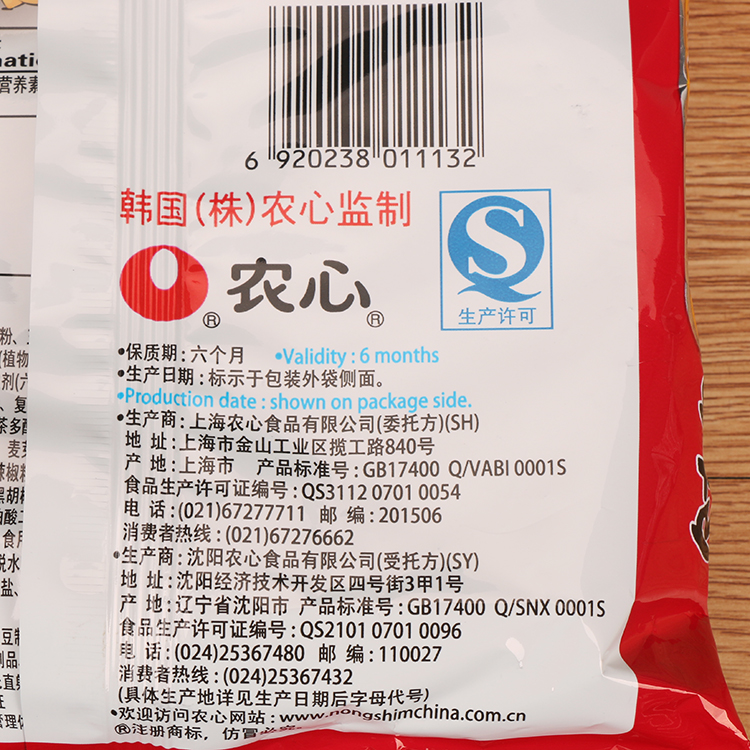 6 920238 011132
韩国(株)农心监制
农心
®
®
S
生产许可
•保质期:六个月 •Validity : 6 months
•生产日期:标示于包装外袋侧面。
•Production date : shown on package side.
•生产商:上海农心食品有限公司(委托方)(SH)
地 址:上海市金山工业区揽工路840号
产 地:上海市 产品标准号:GB17400 Q/VABI 0001S
食品生产许可证编号:QS3112 0701 0054
电 话:(021)67277711 邮 编:201506
消费者热线:(021)67276662
•生产商:沈阳农心食品有限公司(受托方)(SY)
地 址:沈阳经济技术开发区四号街3甲1号
产 地:辽宁省沈阳市 产品标准号:GB17400 Q/SNX 0001S
食品生产许可证编号:QS2101 0701 0096
电 话:(024)25367480 邮 编:110027
消费者热线:(024)25367432
(具体生产地详见生产日期后字母代号)
•欢迎访问农心网站:www.nongshimchina.com.cn
®注册商标，仿冒必究
营养素